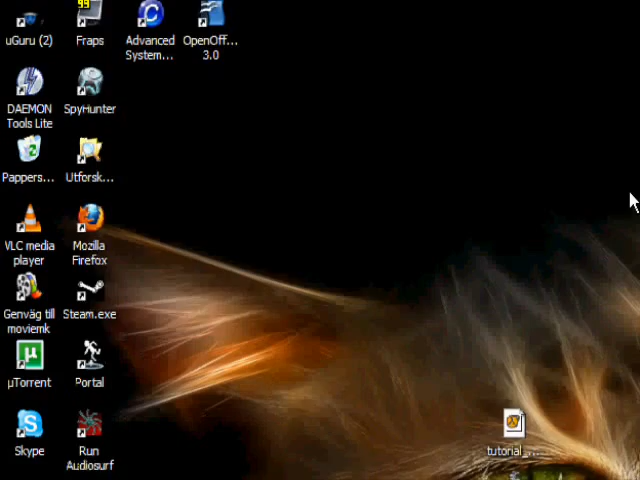 99
uGuru (2)
Fraps
Advanced
System...
OpenOff...
3.0
DAEMON
Tools Lite
SpyHunter
Pappers...
Utforsk...
VLC media
player
Mozilla
Firefox
Genväg till
moviemk
Steam.exe
µTorrent
Portal
Skype
Run
Audiosurf
tutorial_...